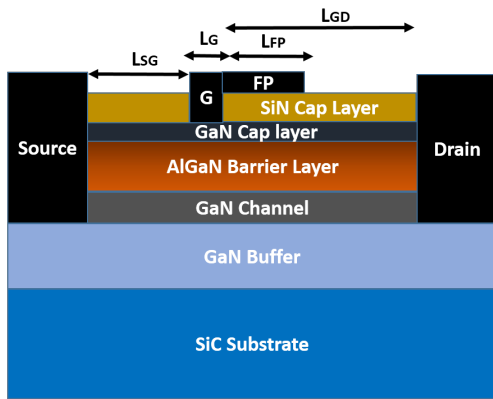 LGD
LG
LFP
LSG
FP
G
SiN Cap Layer
GaN Cap layer
Source
Drain
AlGaN Barrier Layer
GaN Channel
GaN Buffer
SiC Substrate